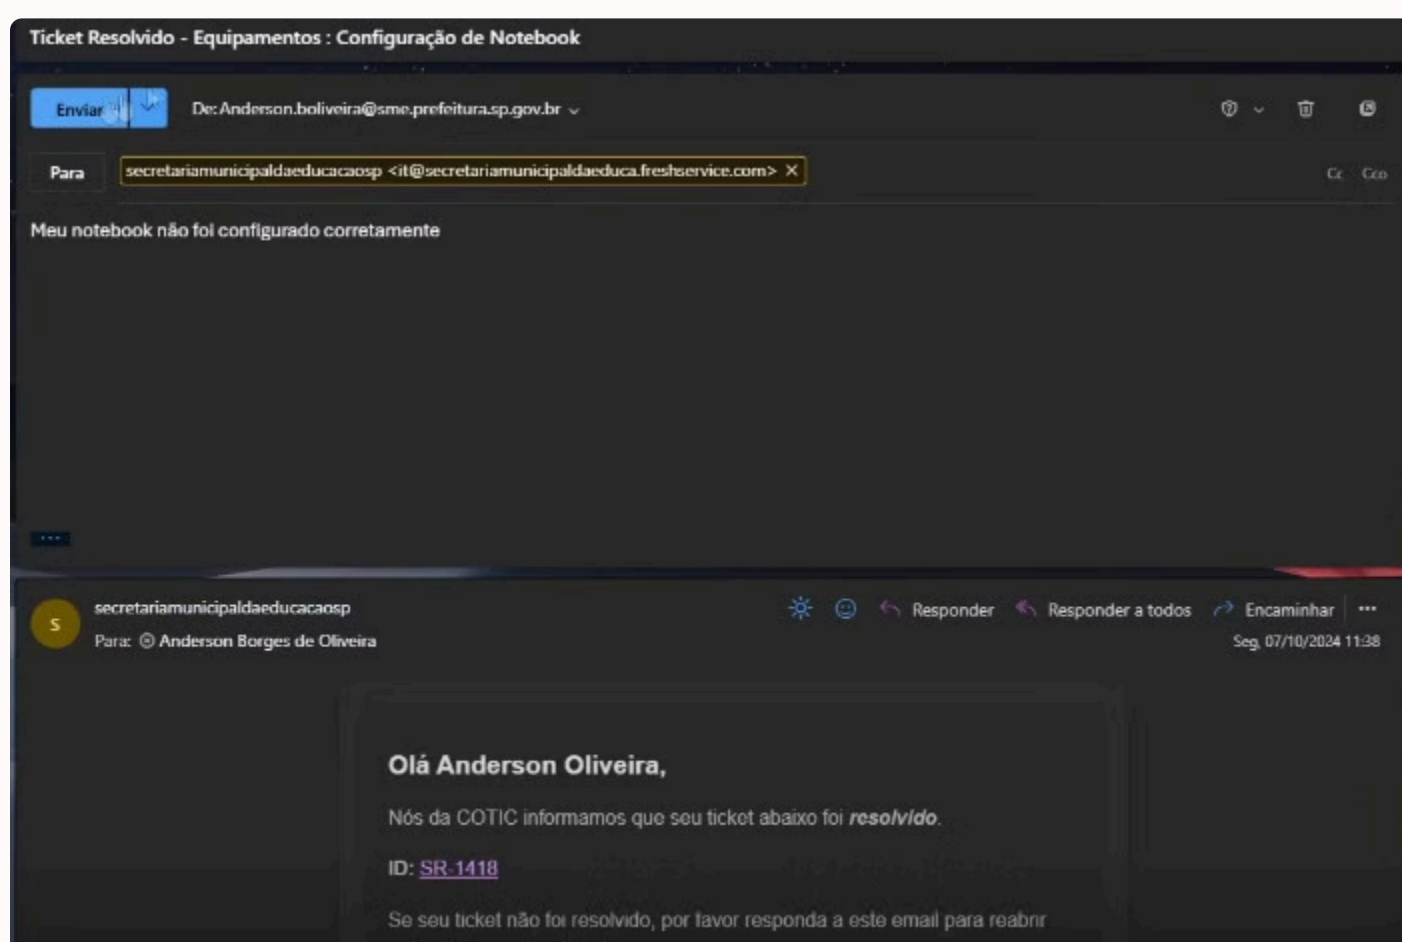 Ticket Resolvido - Equipamentos : Configuração de Notebook
Enviar De: Anderson.boliveira@sme.prefeitura.sp.gov.br
Para secretariamunicipaldaeducacaosp <it@secretariamunicipaldaeduca.freshservice.com> Cc Cco
Meu notebook não foi configurado corretamente
...
S secretariamunicipaldaeducacaosp Responder Responder a todos Encaminhar ...
Para: Anderson Borges de Oliveira Seg, 07/10/2024 11:38
Olá Anderson Oliveira,
Nós da COTIC informamos que seu ticket abaixo foi resolvido.
ID: SR-1418
Se seu ticket não foi resolvido, por favor responda a este email para reabrir